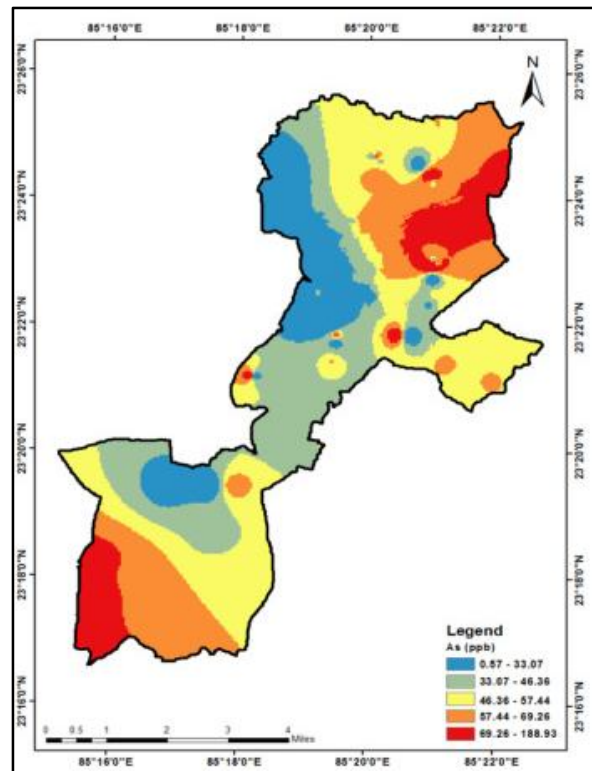 85°16'0"E 85°18'0"E 85°20'0"E 85°22'0"E
N
23°26'0"N 23°26'0"N
23°24'0"N 23°24'0"N
23°22'0"N 23°22'0"N
23°20'0"N 23°20'0"N
23°18'0"N 23°18'0"N
23°16'0"N 23°16'0"N
Legend
As (ppb)
0.57 - 33.07
33.07 - 46.36
46.36 - 57.44
57.44 - 69.26
69.26 - 188.93
0 0.5 1 2 3 4
Miles
85°16'0"E 85°18'0"E 85°20'0"E 85°22'0"E